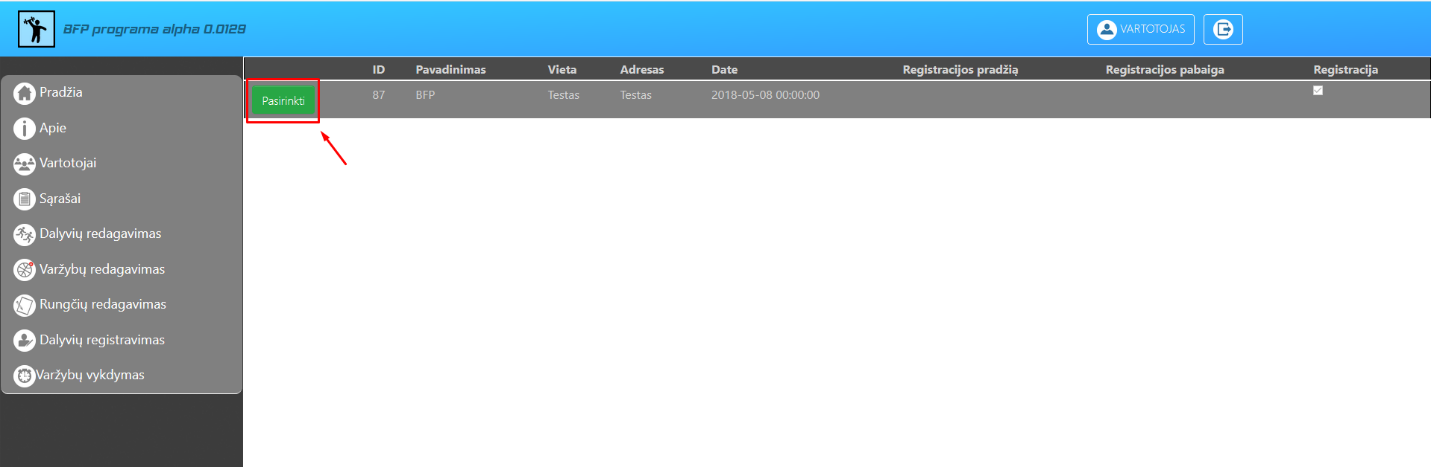 BFP programa alpha 0.0129
VARTOTOJAS
ID Pavadinimas Vieta Adresas Date Registracijos pradžią Registracijos pabaiga Registracija
Pasirinkti 87 BFP Testas Testas 2018-05-08 00:00:00
Pradžia
Apie
Vartotojai
Sąrašai
Dalyvių redagavimas
Varžybų redagavimas
Rungčių redagavimas
Dalyvių registravimas
Varžybų vykdymas